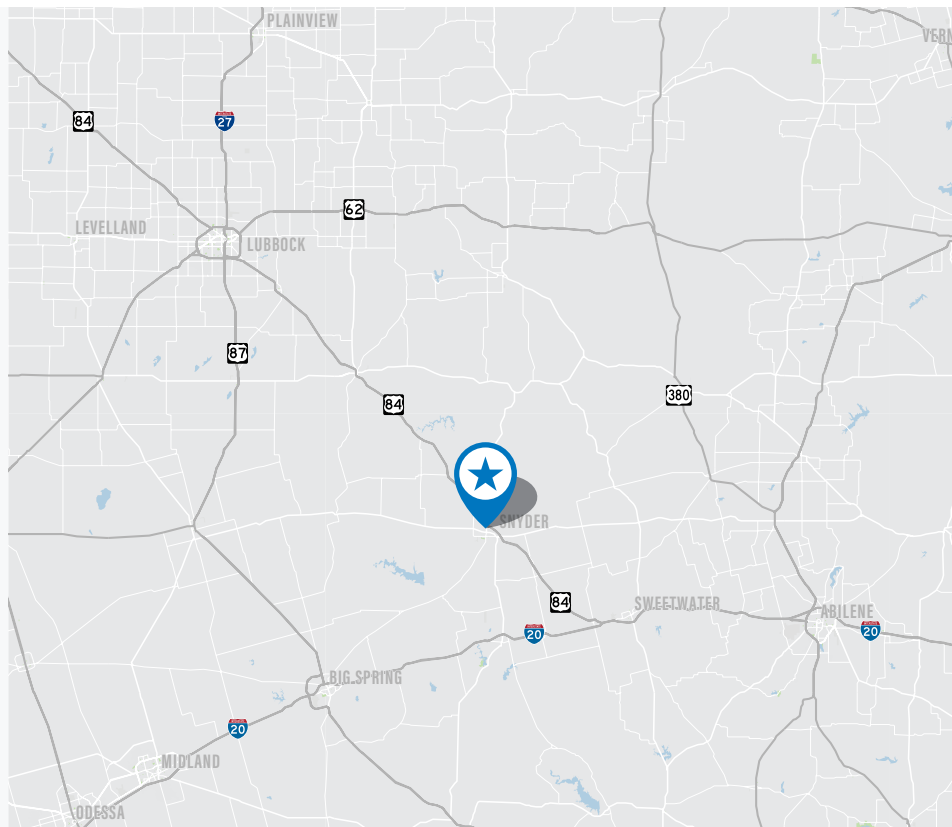 PLAINVIEW
VERN
84
27
62
LEVELLAND
LUBBOCK
87
380
84
SNYDER
84
SWEETWATER
ABILENE
20
20
BIG SPRING
20
MIDLAND
ODESSA